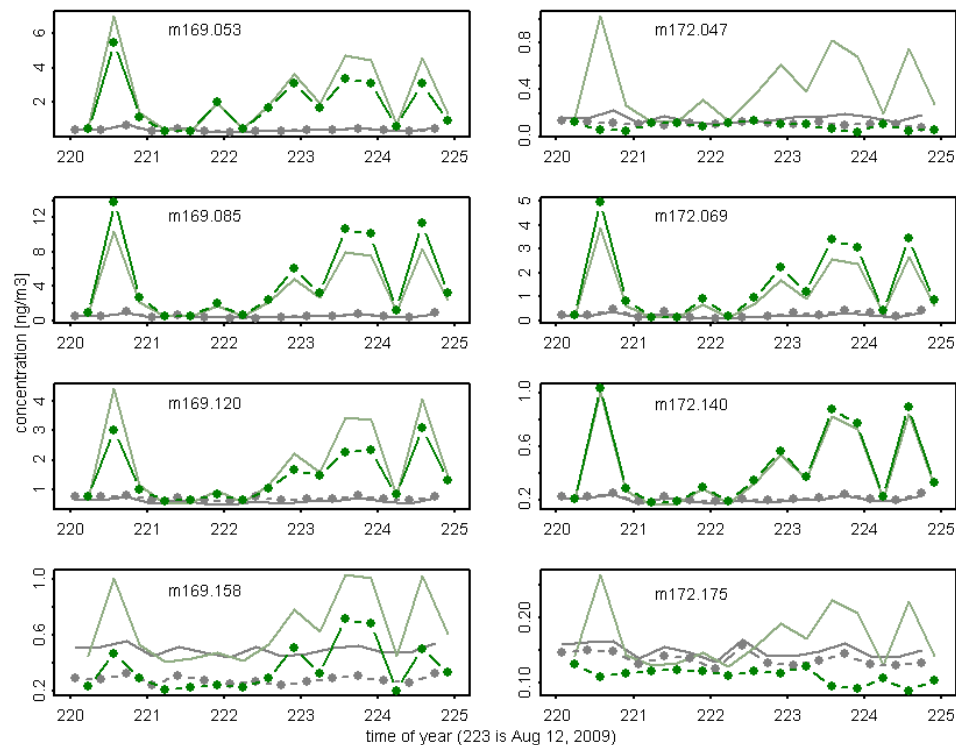 m169.053
2 4 6
220 221 222 223 224 225
m172.047
0.0 0.4 0.8
220 221 222 223 224 225
m169.085
0 4 8 12
220 221 222 223 224 225
m172.069
0 1 2 3 4 5
220 221 222 223 224 225
m169.120
1 2 3 4
220 221 222 223 224 225
m172.140
0.2 0.6 1.0
220 221 222 223 224 225
m169.158
0.2 0.6 1.0
220 221 222 223 224 225
m172.175
0.10 0.20
220 221 222 223 224 225
concentration [ng/m3]
time of year (223 is Aug 12, 2009)